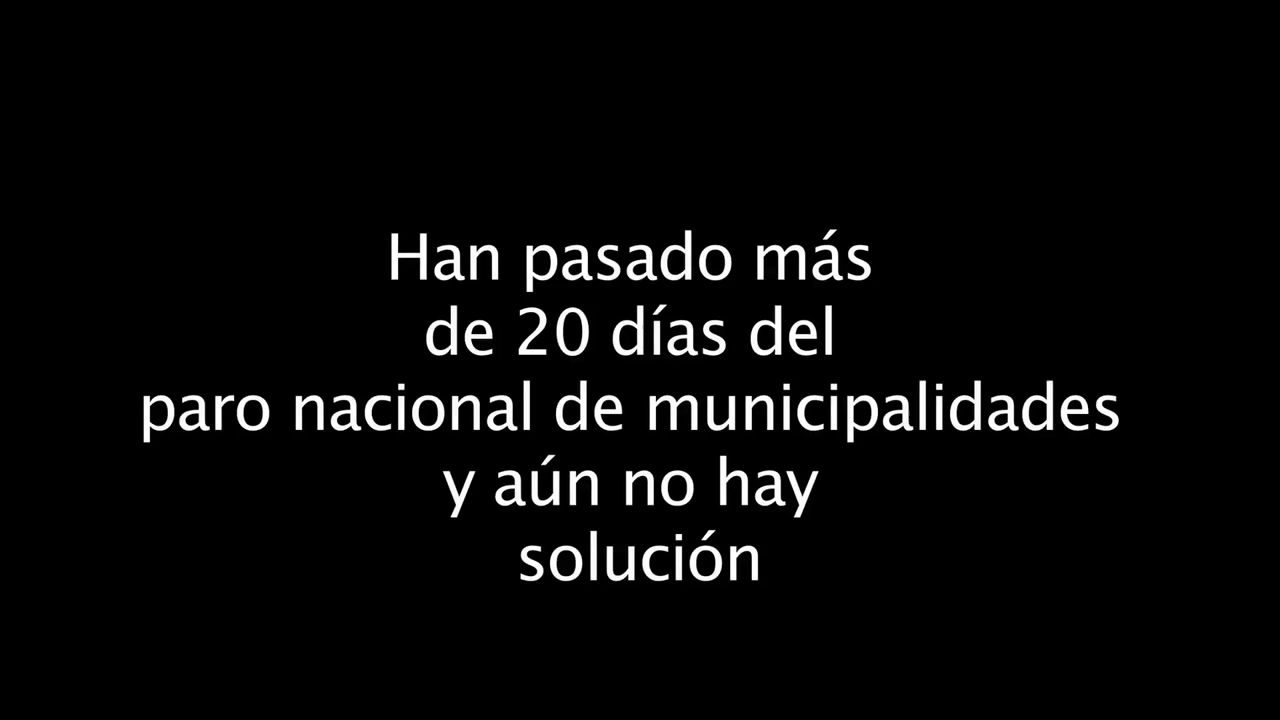 Han pasado más
de 20 días del
paro nacional de municipalidades
y aún no hay
solución